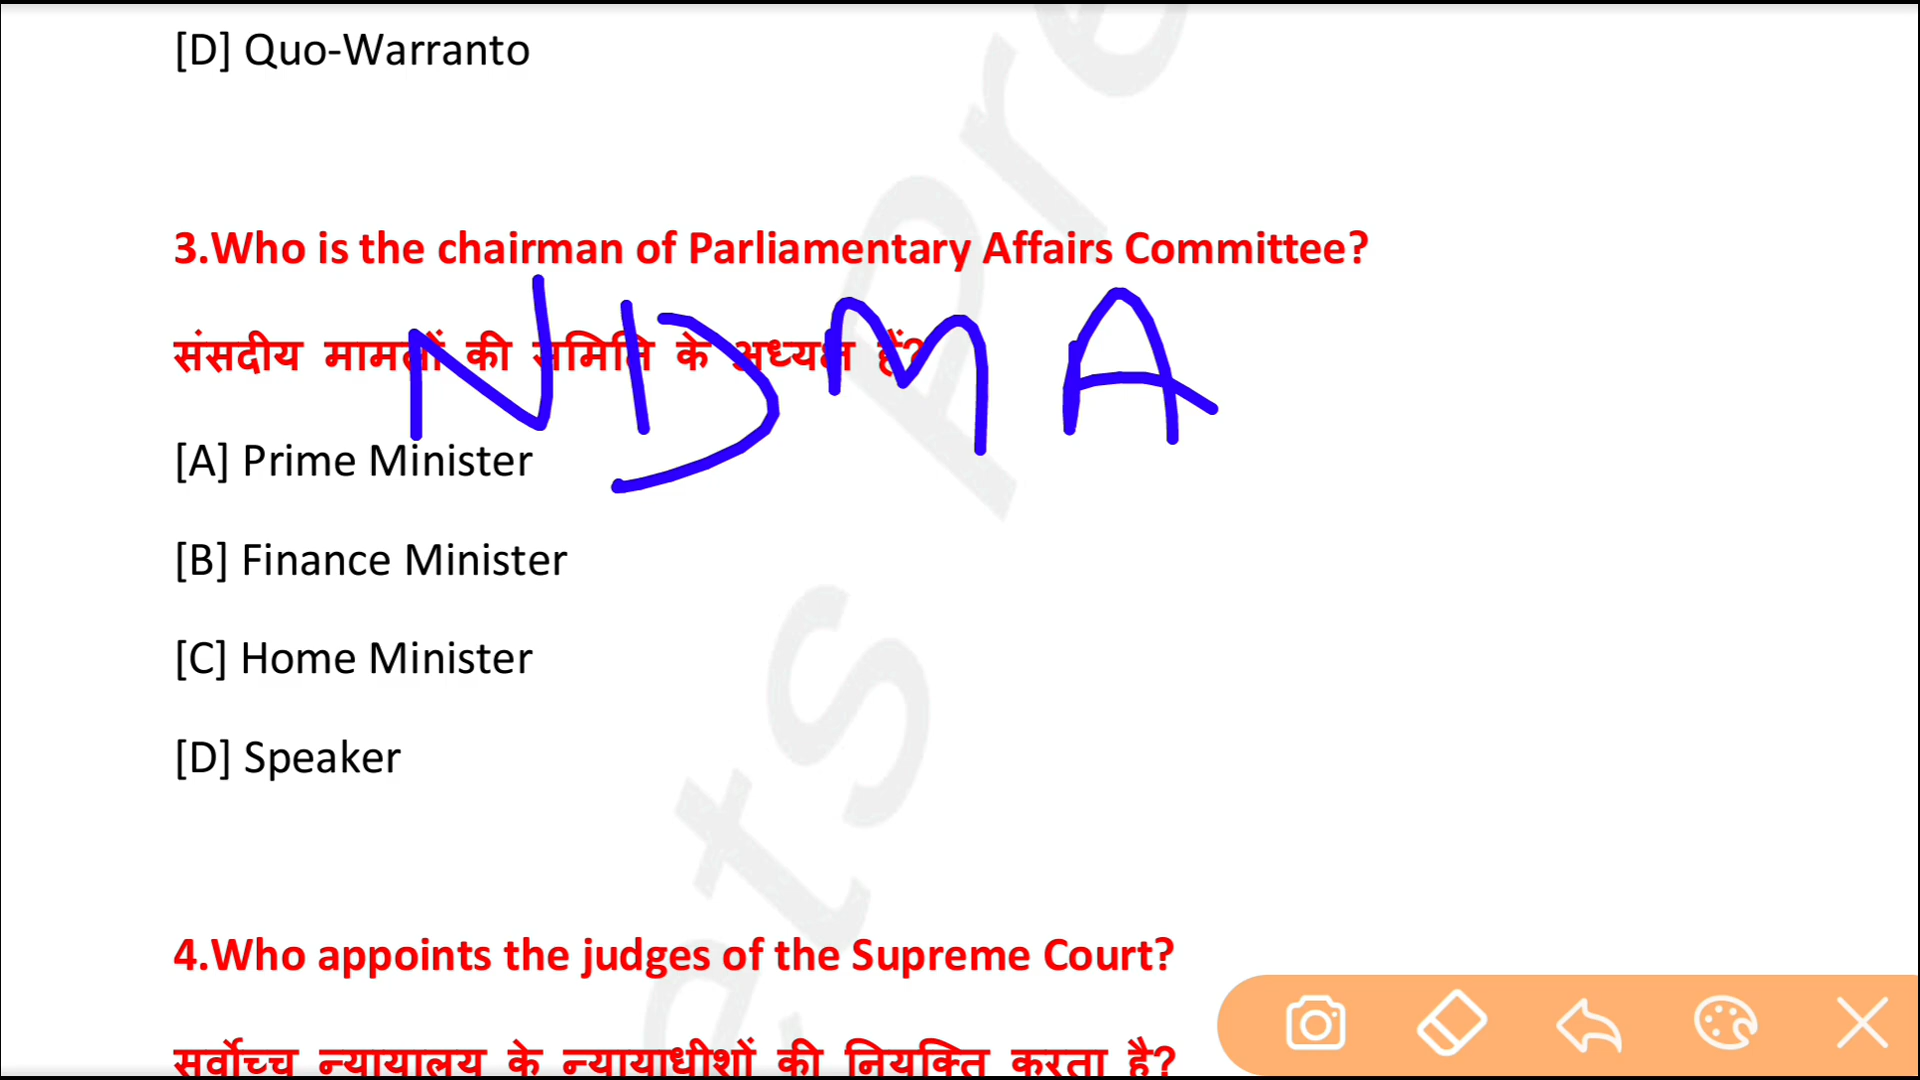 [D] Quo-Warranto
3.Who is the chairman of Parliamentary Affairs Committee?
NDMA
संसदीय मामलों की समिति के अध्यक्ष हैं?
[A] Prime Minister
[B] Finance Minister
[C] Home Minister
[D] Speaker
4.Who appoints the judges of the Supreme Court?
सर्वोच्च न्यायालय के न्यायाधीशों की नियुक्ति करता है?